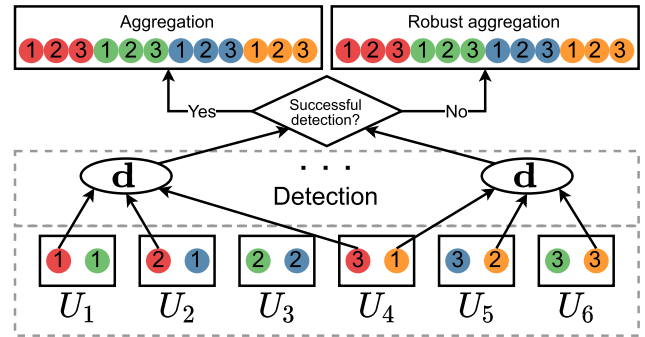 Aggregation
1 2 3 1 2 3 1 2 3 1 2 3
Robust aggregation
1 2 3 1 2 3 1 2 3 1 2 3
Successful
detection?
Yes
No
d
. . .
d
Detection
1 1
2 1
2 2
3 1
3 2
3 3
U1
U2
U3
U4
U5
U6